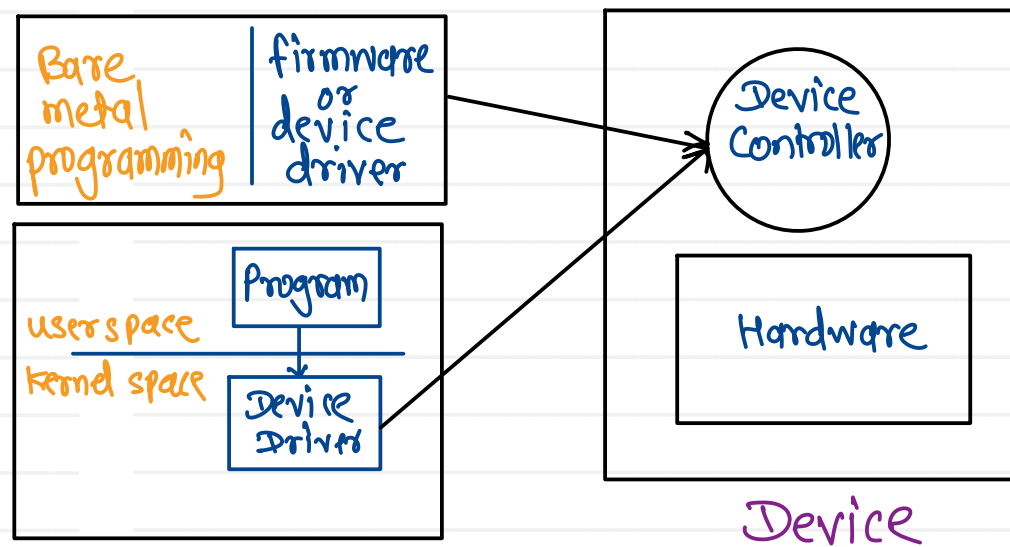 Bare
metal
programming
firmware
or
device
driver
Program
user space
Kernel space
Device
Driver
Device
Controller
Hardware
Device